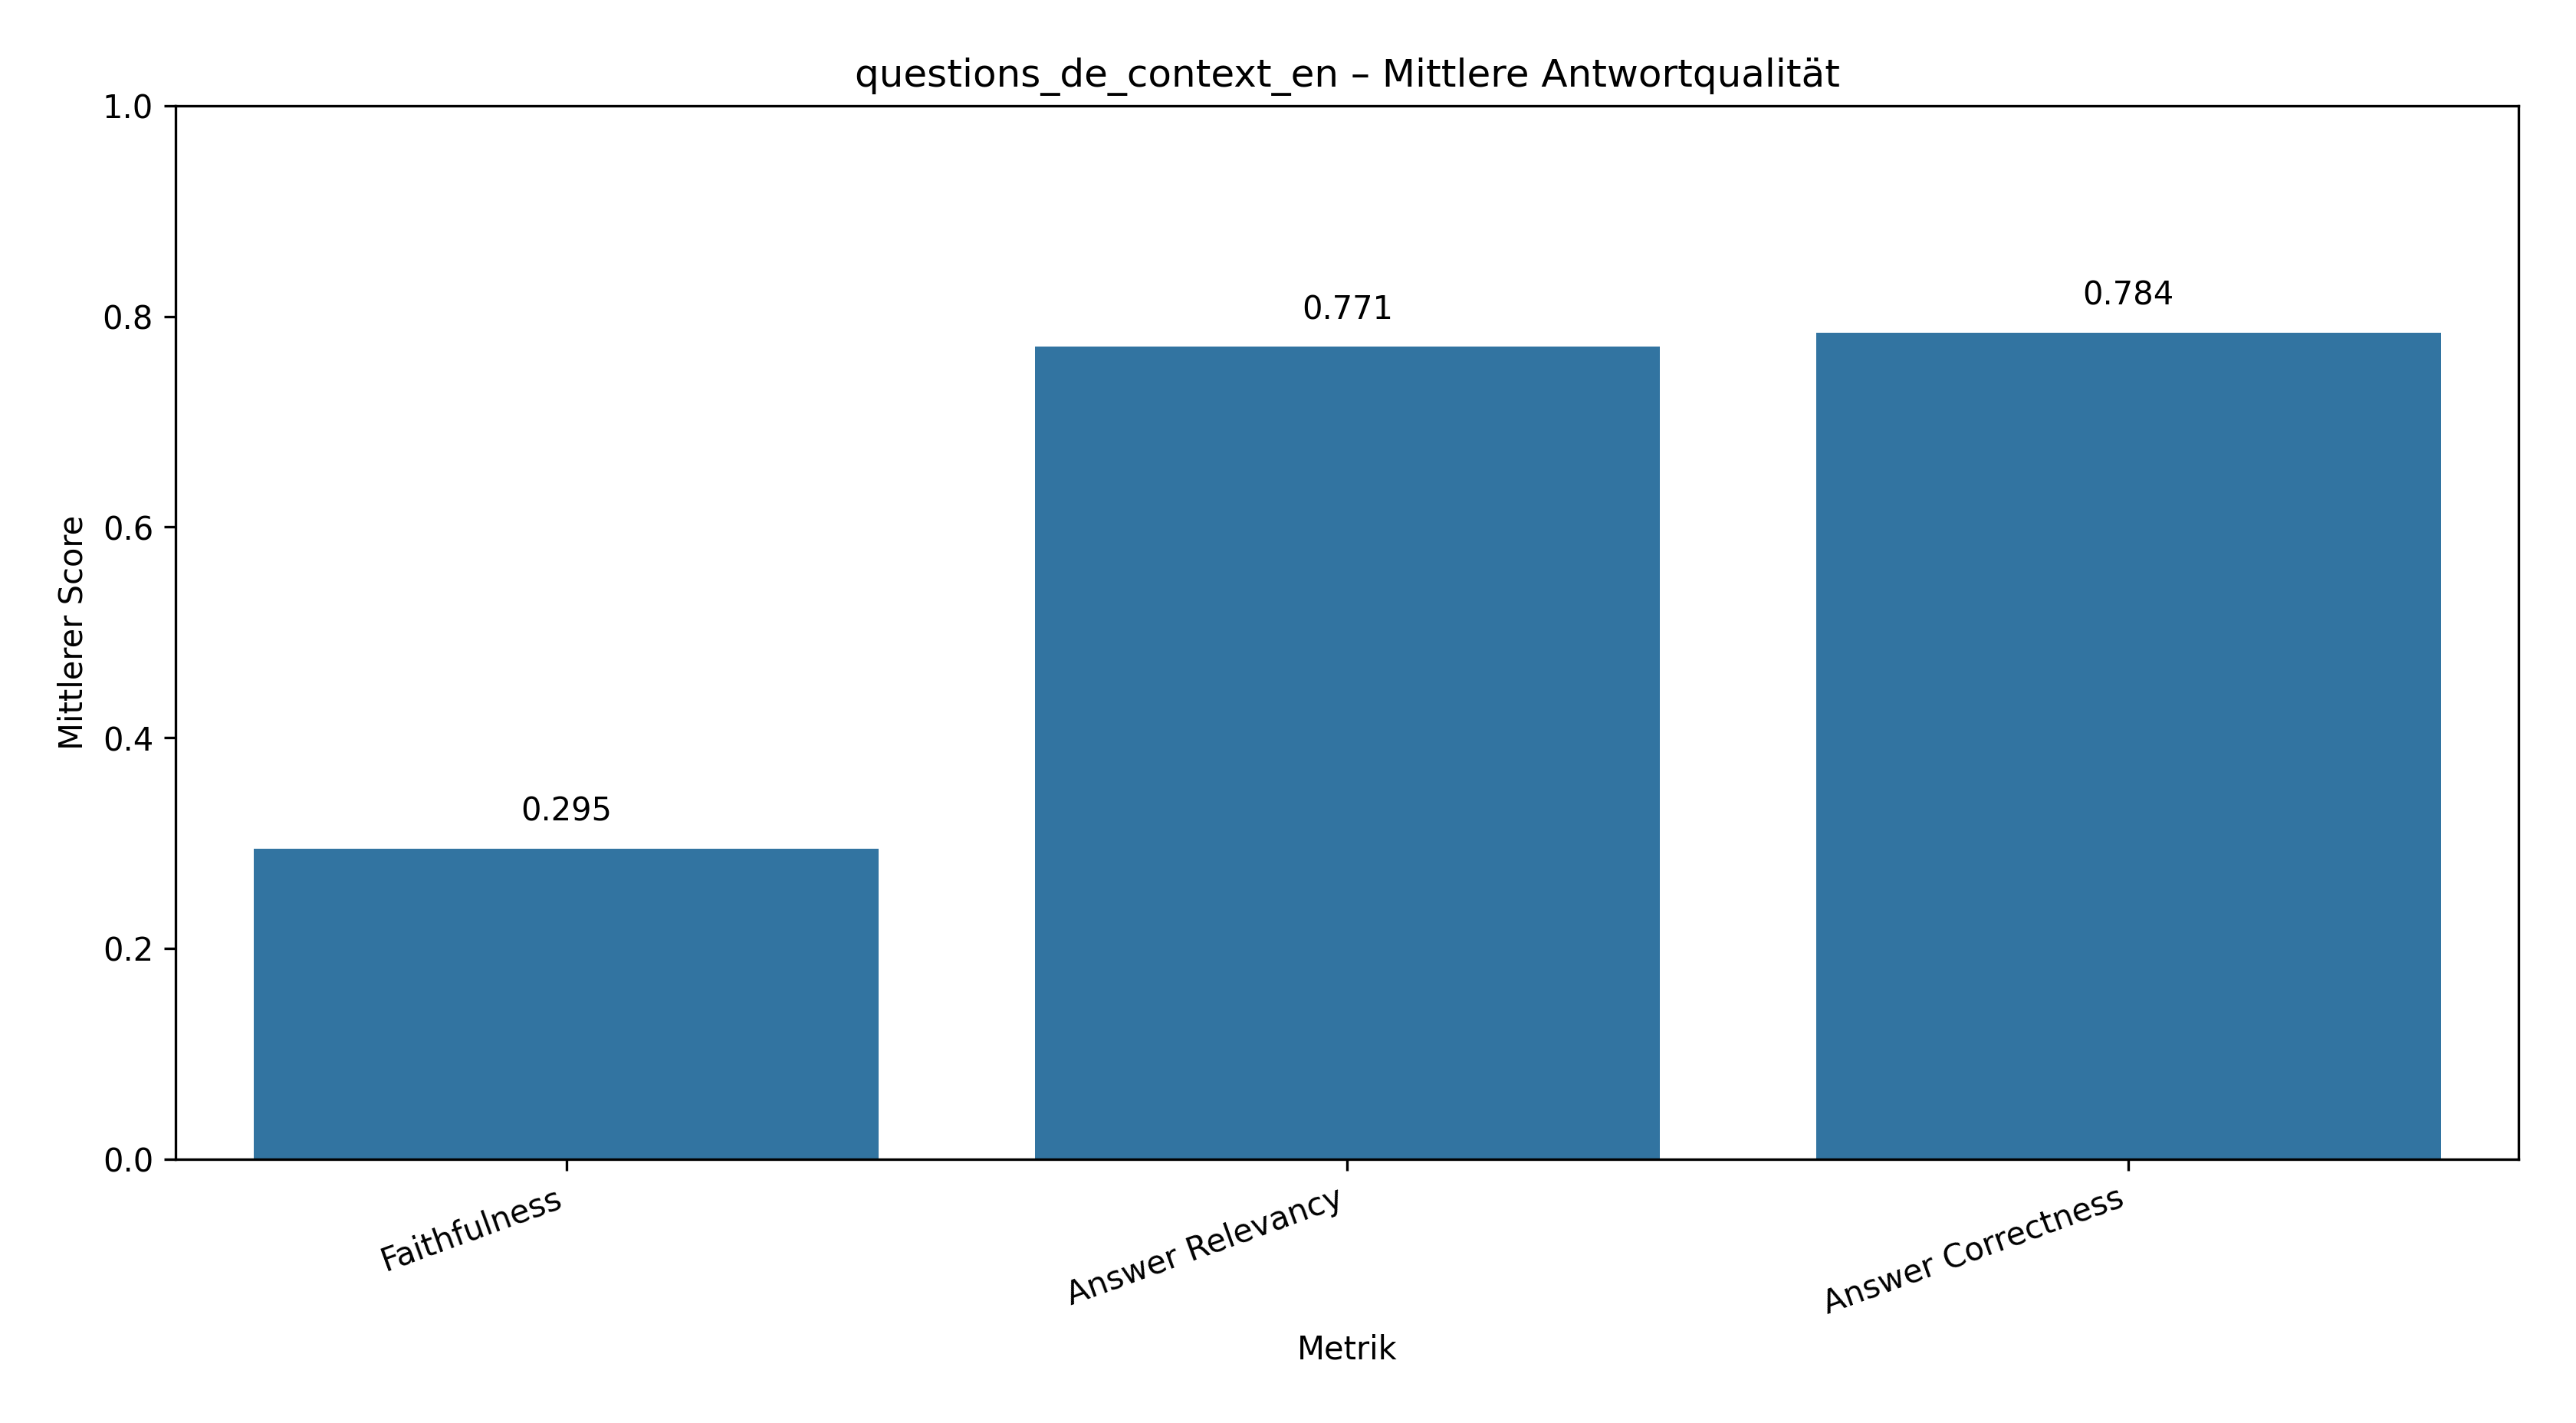 questions_de_context_en – Mittlere Antwortqualität
Mittlerer Score
1.0
0.8
0.6
0.4
0.2
0.0
0.295
0.771
0.784
Faithfulness
Answer Relevancy
Answer Correctness
Metrik